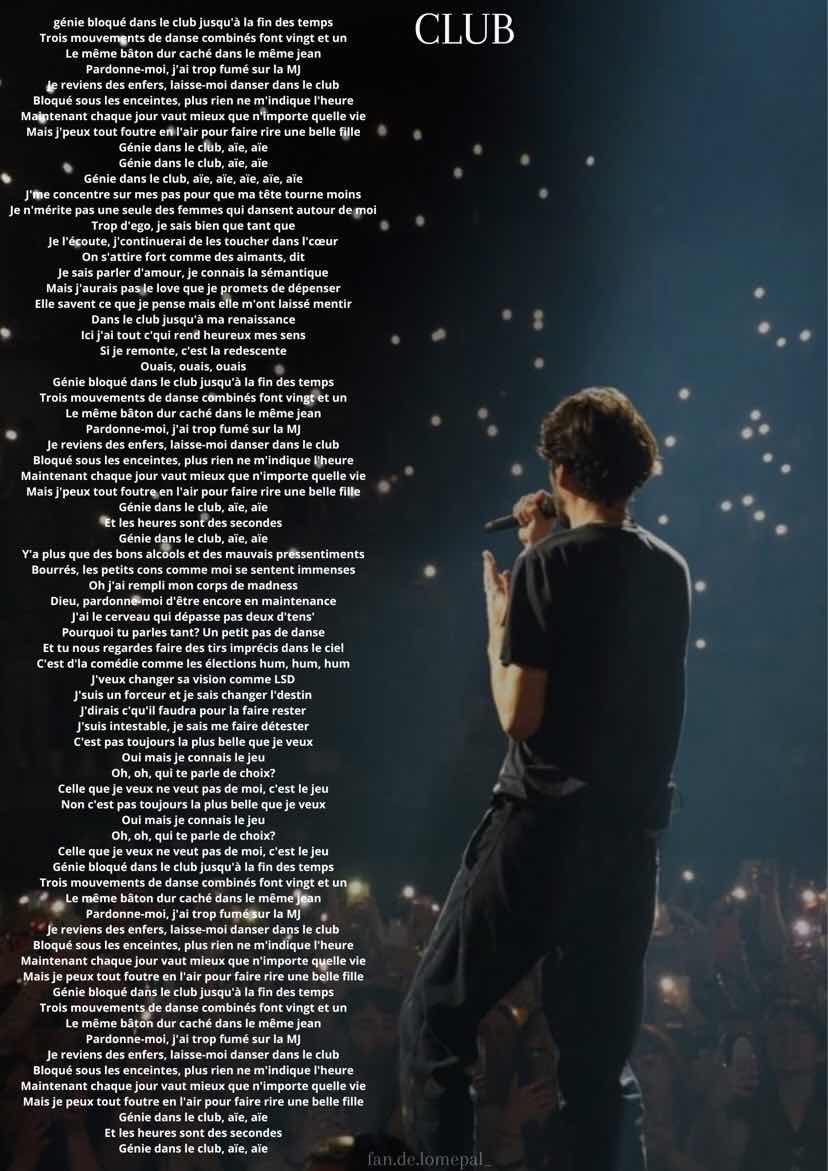 CLUB
génie bloqué dans le club jusqu'à la fin des temps
Trois mouvements de danse combinés font vingt et un
Le même bâton dur caché dans le même jean
Pardonne-moi, j'ai trop fumé sur la MJ
Je reviens des enfers, laisse-moi danser dans le club
Bloqué sous les enceintes, plus rien ne m'indique l'heure
Maintenant chaque jour vaut mieux que n'importe quelle vie
Mais j'peux tout foutre en l'air pour faire rire une belle fille
Génie dans le club, aïe, aïe
Génie dans le club, aïe, aïe
Génie dans le club, aïe, aïe, aïe, aïe, aïe
J'me concentre sur mes pas pour que ma tête tourne moins
Je n'mérite pas une seule des femmes qui dansent autour de moi
Trop d'ego, je sais bien que tant que
Je l'écoute, j'continuerai de les toucher dans l'cœur
On s'attire fort comme des aimants, dit
Je sais parler d'amour, je connais la sémantique
Mais j'aurais pas le love que je promets de dépenser
Elle savent ce que je pense mais elle m'ont laissé mentir
Dans le club jusqu'à ma renaissance
Ici j'ai tout c'qui rend heureux mes sens
Si je remonte, c'est la redescente
Ouais, ouais, ouais
Génie bloqué dans le club jusqu'à la fin des temps
Trois mouvements de danse combinés font vingt et un
Le même bâton dur caché dans le même jean
Pardonne-moi, j'ai trop fumé sur la MJ
Je reviens des enfers, laisse-moi danser dans le club
Bloqué sous les enceintes, plus rien ne m'indique l'heure
Maintenant chaque jour vaut mieux que n'importe quelle vie
Mais j'peux tout foutre en l'air pour faire rire une belle fille
Génie dans le club, aïe, aïe
Et les heures sont des secondes
Génie dans le club, aïe, aïe
Y'a plus que des bons alcools et des mauvais pressentiments
Bourrés, les petits cons comme moi se sentent immenses
Oh j'ai rempli mon corps de madness
Dieu, pardonne-moi d'être encore en maintenance
J'ai le cerveau qui dépasse pas deux d'tens'
Pourquoi tu parles tant? Un petit pas de danse
Et tu nous regardes faire des tirs imprécis dans le ciel
C'est d'la comédie comme les élections hum, hum, hum
J'veux changer sa vision comme LSD
J'suis un forceur et je sais changer l'destin
J'dirais c'qu'il faudra pour la faire rester
J'suis intestable, je sais me faire détester
C'est pas toujours la plus belle que je veux
Oui mais je connais le jeu
Oh, oh, qui te parle de choix?
Celle que je veux ne veut pas de moi, c'est le jeu
Non c'est pas toujours la plus belle que je veux
Oui mais je connais le jeu
Oh, oh, qui te parle de choix?
Celle que je veux ne veut pas de moi, c'est le jeu
Génie bloqué dans le club jusqu'à la fin des temps
Trois mouvements de danse combinés font vingt et un
Le même bâton dur caché dans le même jean
Pardonne-moi, j'ai trop fumé sur la MJ
Je reviens des enfers, laisse-moi danser dans le club
Bloqué sous les enceintes, plus rien ne m'indique l'heure
Maintenant chaque jour vaut mieux que n'importe quelle vie
Mais je peux tout foutre en l'air pour faire rire une belle fille
Génie bloqué dans le club jusqu'à la fin des temps
Trois mouvements de danse combinés font vingt et un
Le même bâton dur caché dans le même jean
Pardonne-moi, j'ai trop fumé sur la MJ
Je reviens des enfers, laisse-moi danser dans le club
Bloqué sous les enceintes, plus rien ne m'indique l'heure
Maintenant chaque jour vaut mieux que n'importe quelle vie
Mais je peux tout foutre en l'air pour faire rire une belle fille
Génie dans le club, aïe, aïe
Et les heures sont des secondes
Génie dans le club, aïe, aïe
fan.de.lomepal_